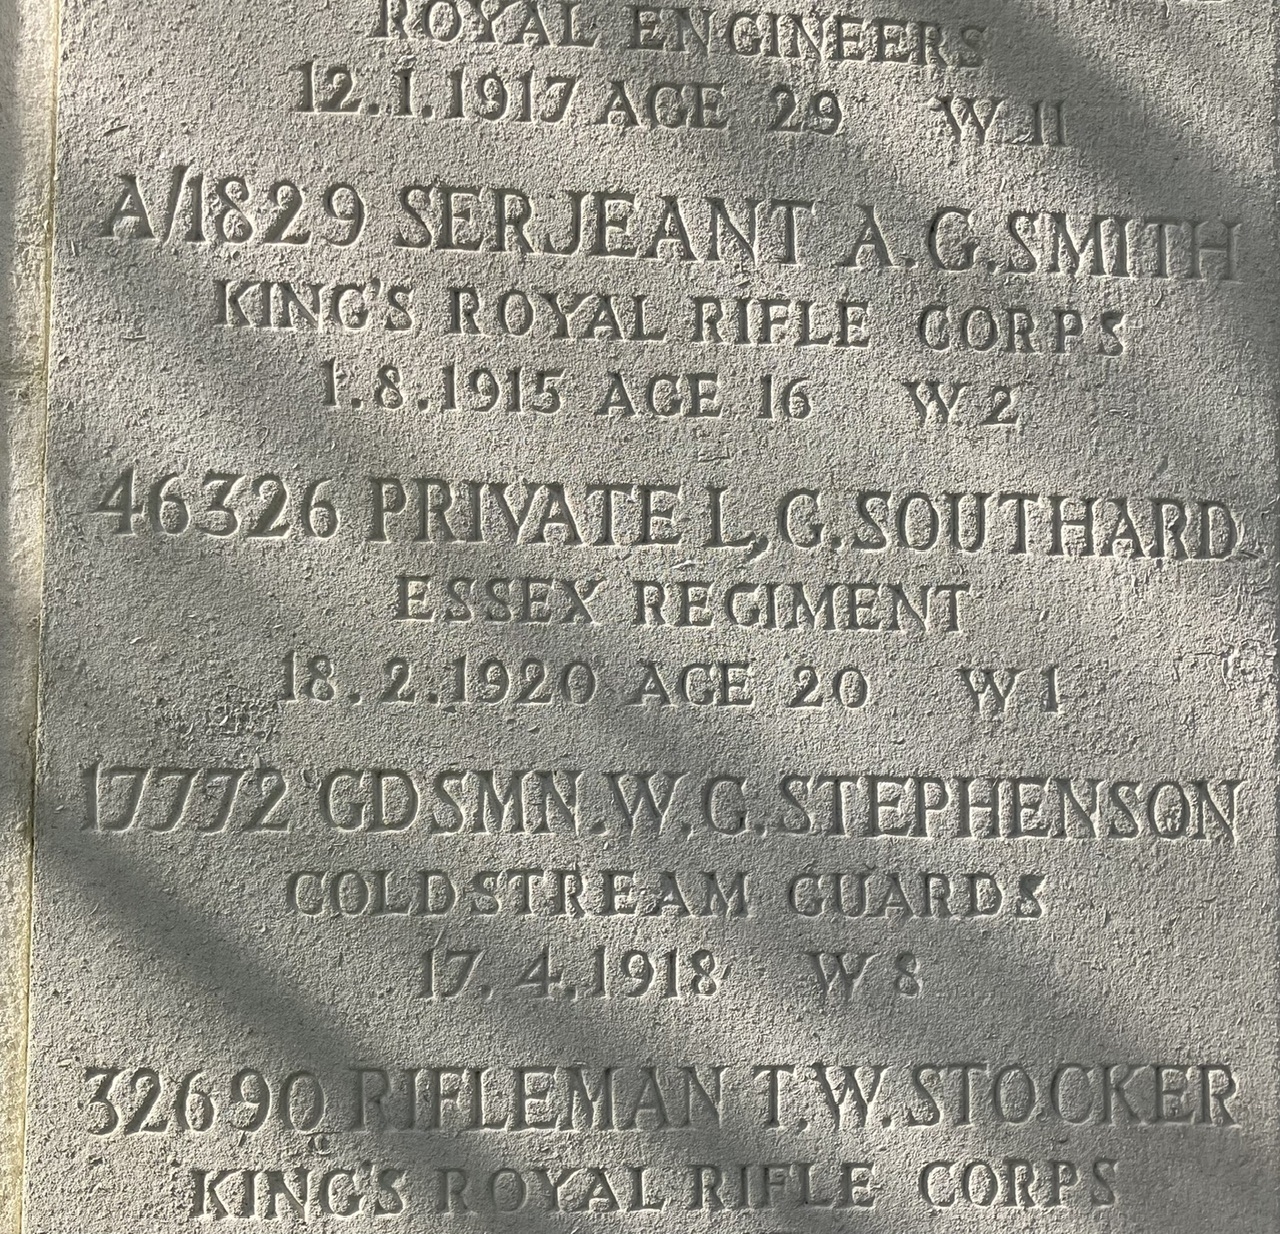 ROYAL ENGINEERS
12.1.1917 AGE 29 W 11
A/1829 SERJEANT A.G.SMITH
KING'S ROYAL RIFLE CORPS
1.8.1915 AGE 16 W.2
46326 PRIVATE L,G.SOUTHARD
ESSEX REGIMENT
18.2.1920 AGE 20 W 1
17772 GDSMN.W.G.STEPHENSON
COLDSTREAM GUARDS
17.4.1918 W 8
32690 RIFLEMAN T.W.STOCKER
KING'S ROYAL RIFLE CORPS